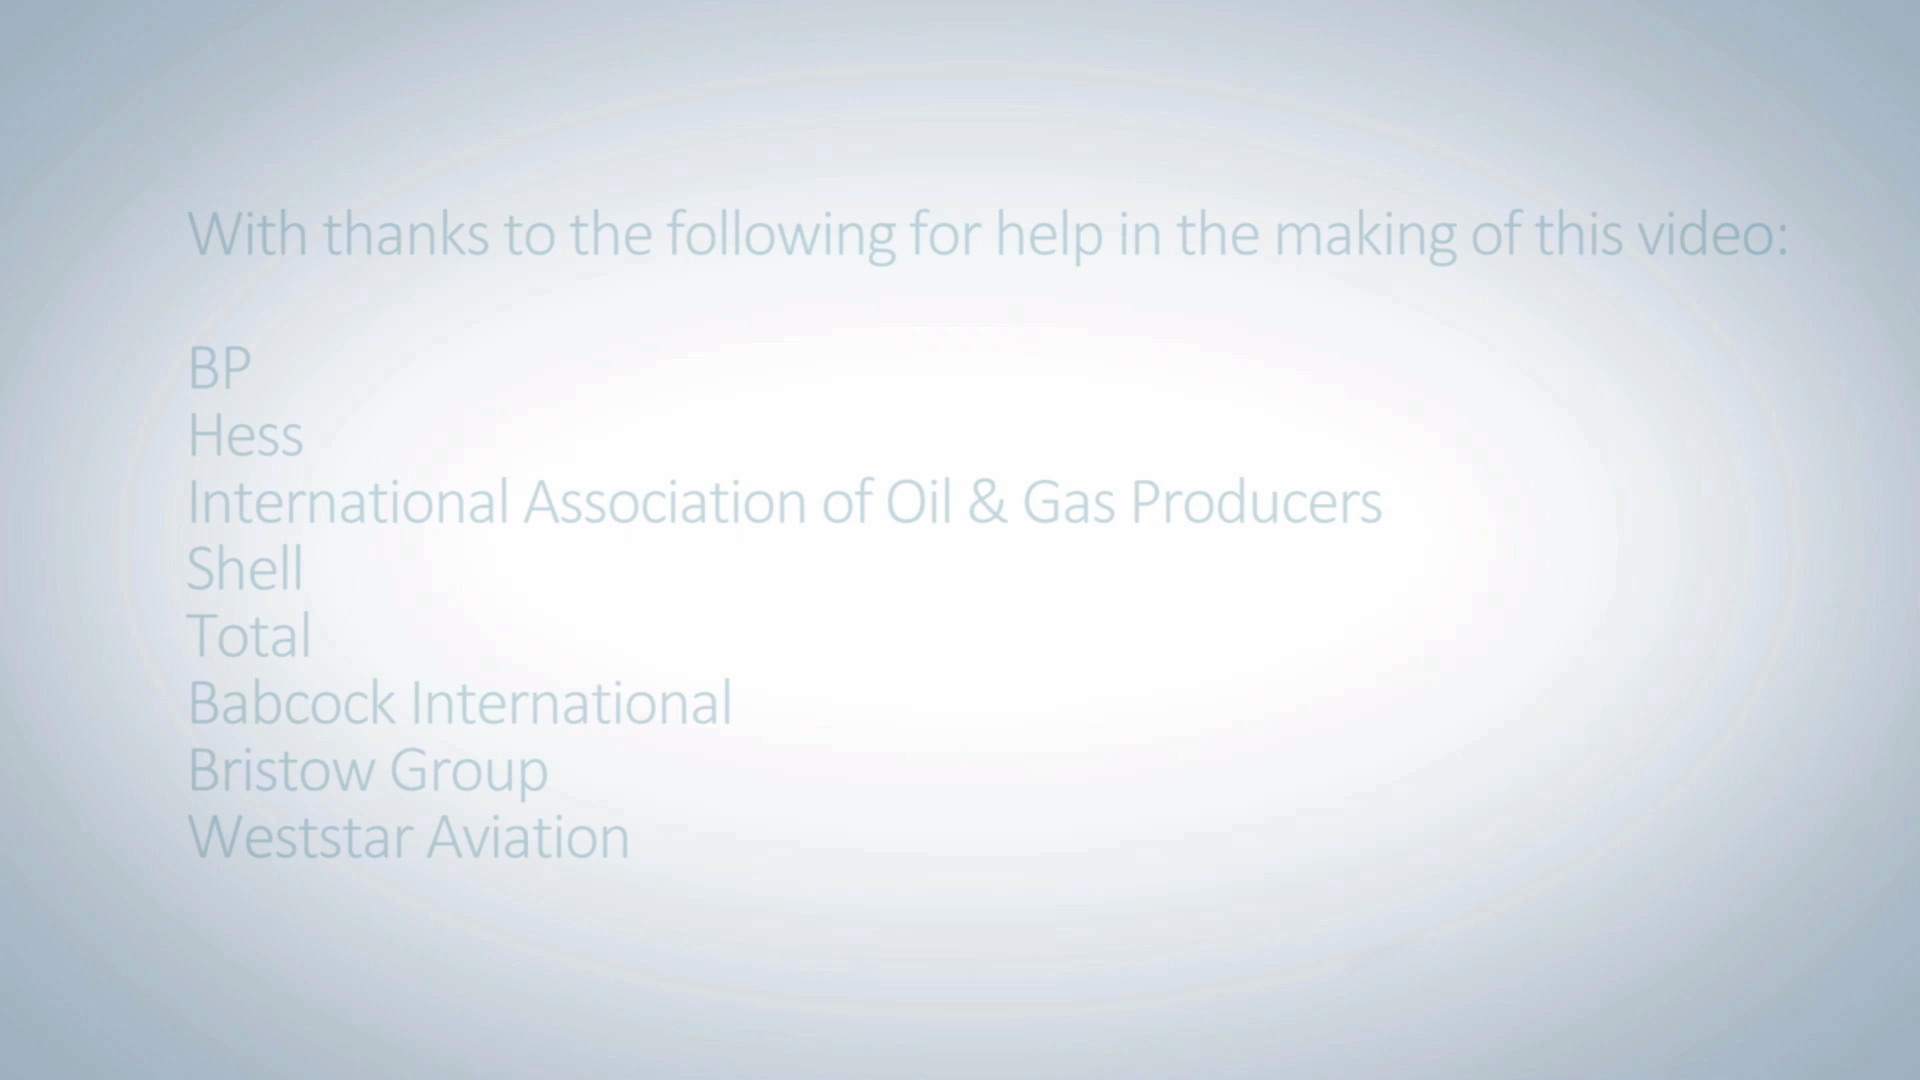 With thanks to the following for help in the making of this video:
BP
Hess
International Association of Oil & Gas Producers
Shell
Total
Babcock International
Bristow Group
Weststar Aviation